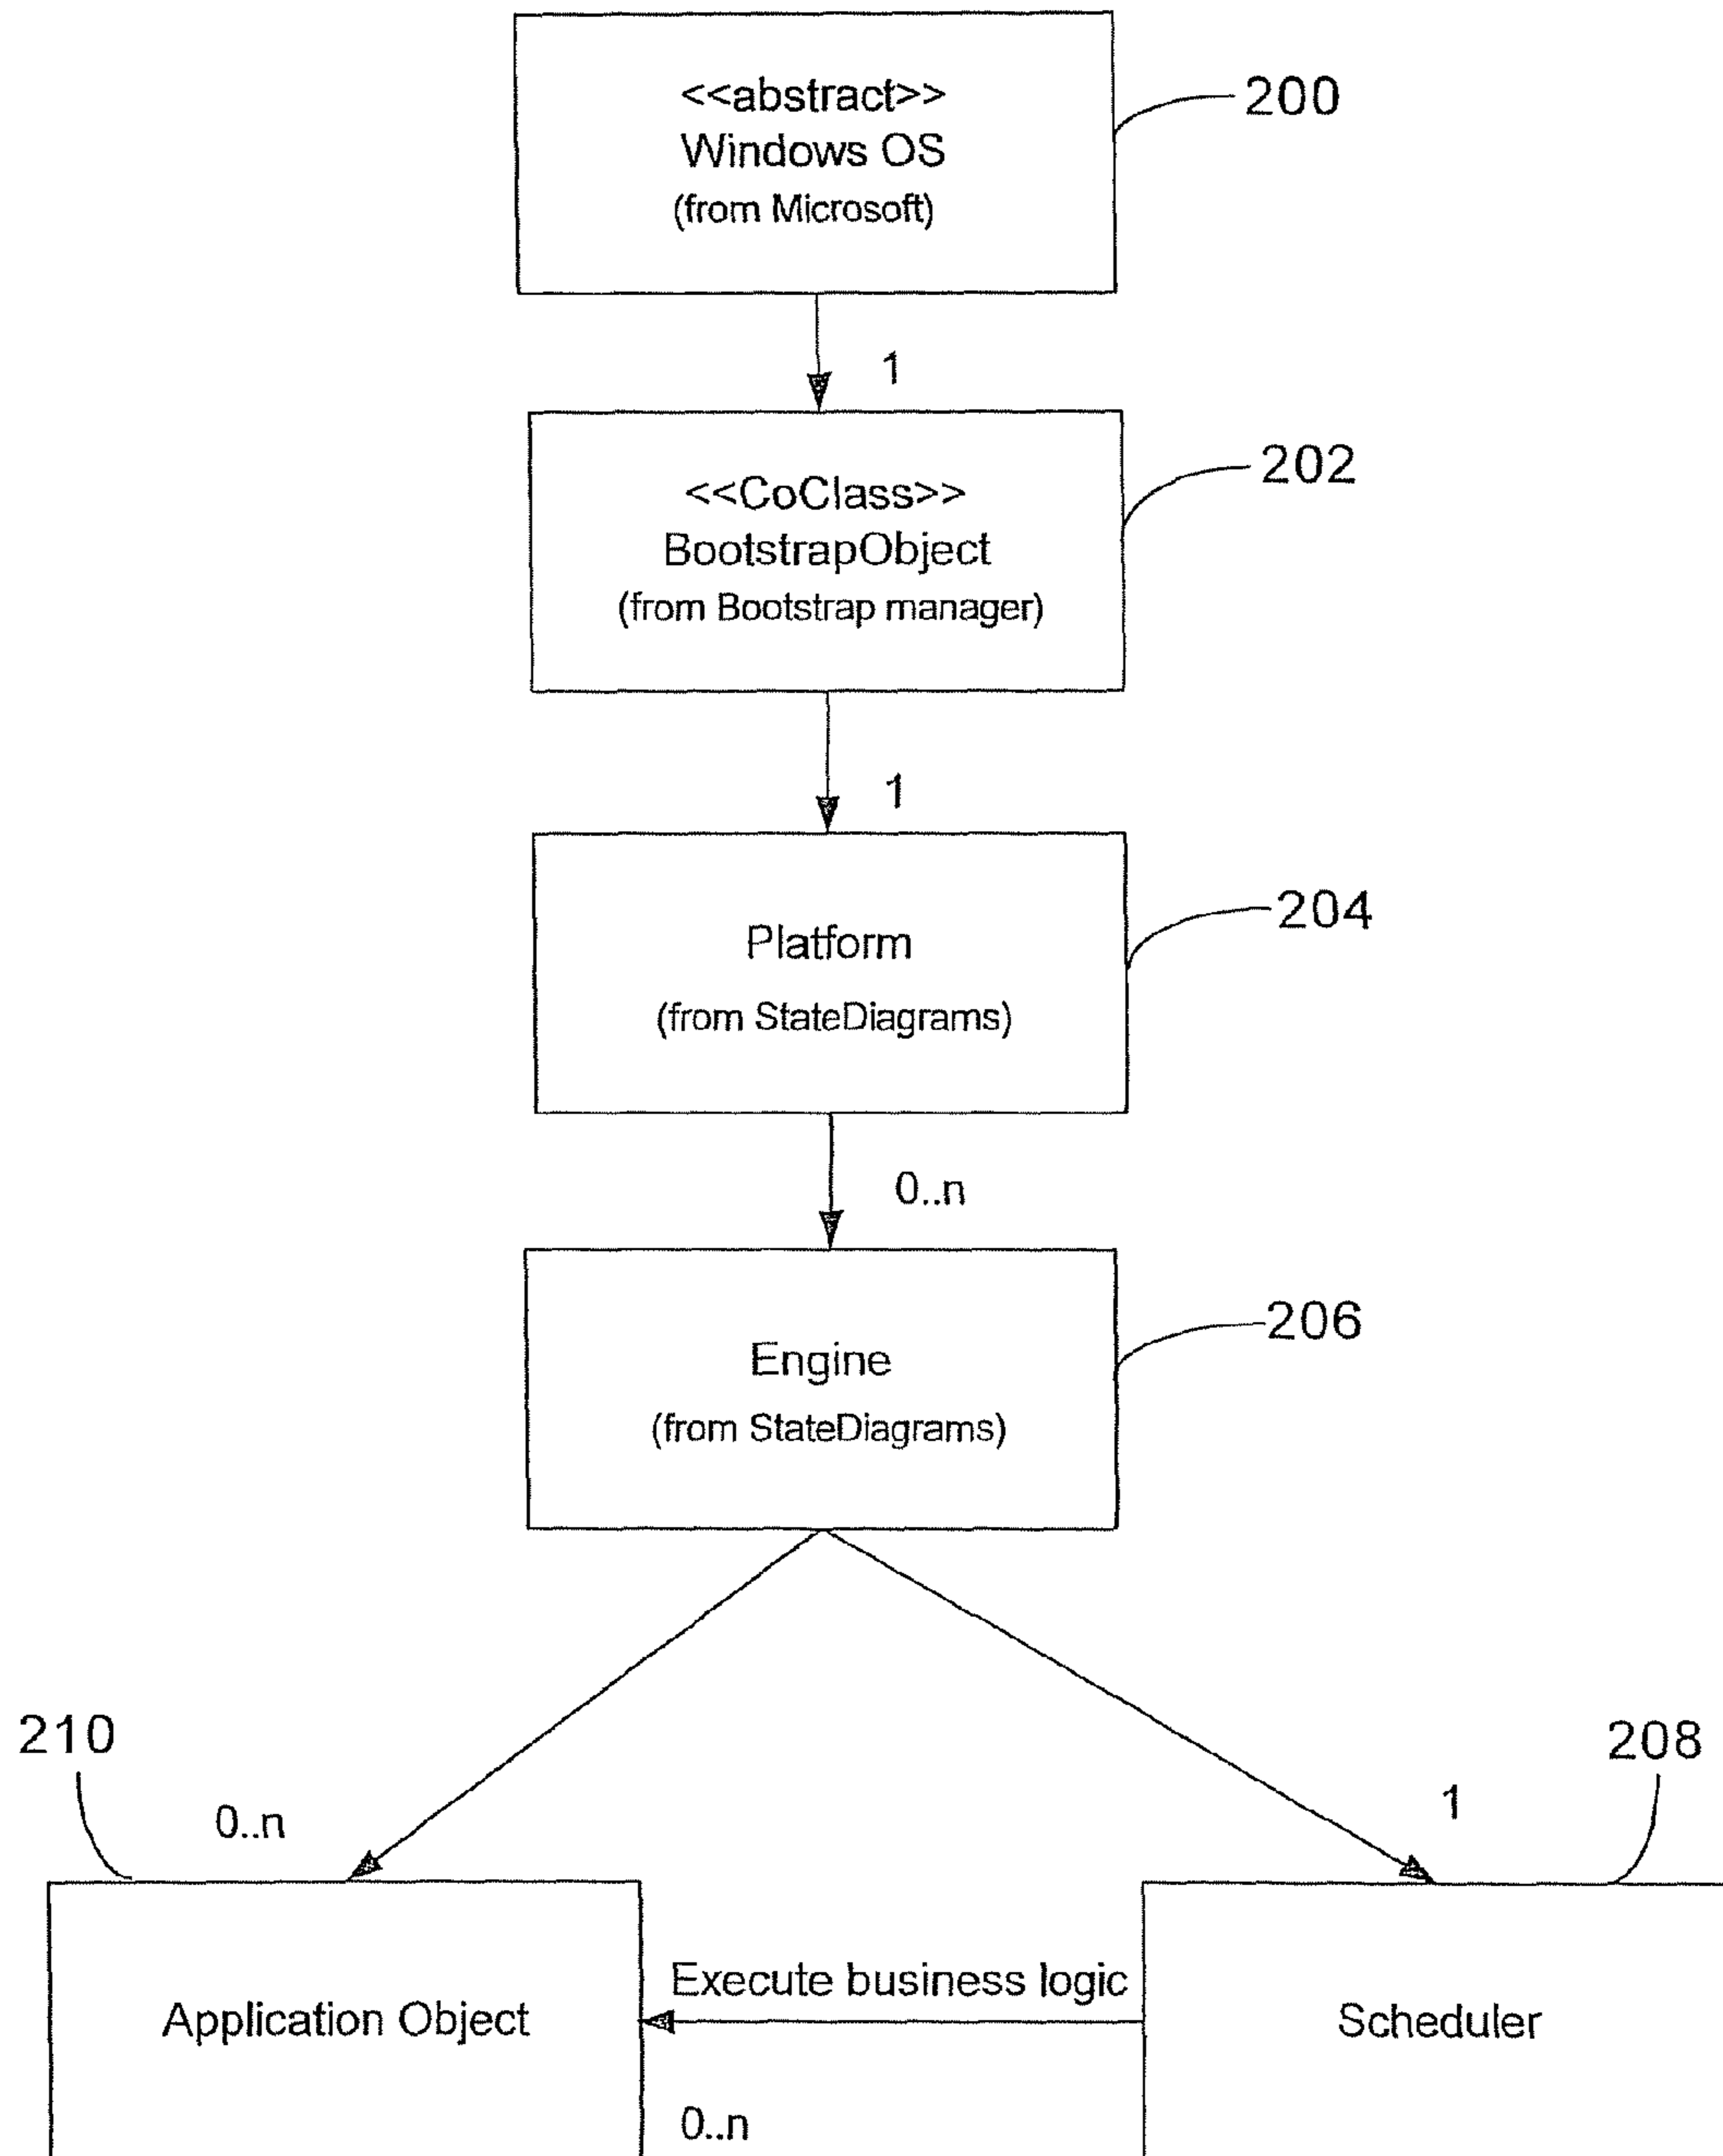 <<abstract>>
Windows OS
(from Microsoft)
200
1
<<CoClass>>
BootstrapObject
(from Bootstrap manager)
202
1
Platform
(from StateDiagrams)
204
0..n
Engine
(from StateDiagrams)
206
210
208
0..n
1
Application Object
Execute business logic
Scheduler
0..n